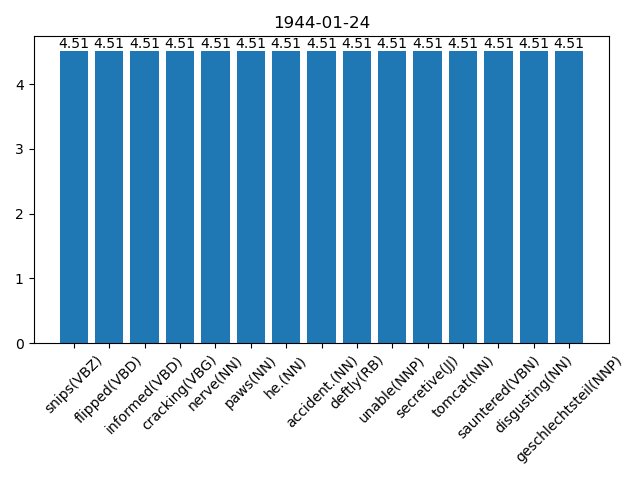 1944-01-24
4.51 4.51 4.51 4.51 4.51 4.51 4.51 4.51 4.51 4.51 4.51 4.51 4.51 4.51 4.51
4
3
2
1
0
snips(VBZ)
flipped(VBD)
informed(VBD)
cracking(VBG)
nerve(NN)
paws(NN)
he.(NN)
accident.(NN)
deftly(RB)
unable(NNP)
secretive(JJ)
tomcat(NN)
sauntered(VBN)
disgusting(NN)
geschlechtsteil(NNP)